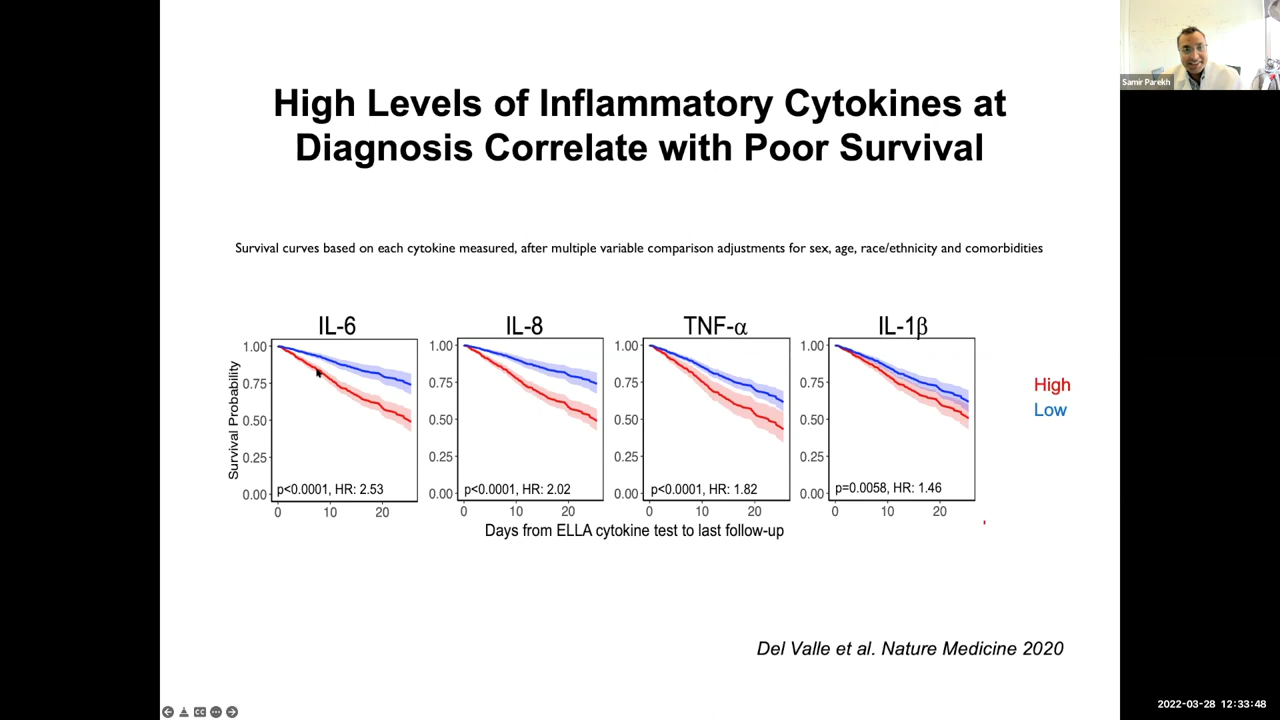 Samir Parekh
High Levels of Inflammatory Cytokines at
Diagnosis Correlate with Poor Survival
Survival curves based on each cytokine measured, after multiple variable comparison adjustments for sex, age, race/ethnicity and comorbidities
IL-6
IL-8
TNF-α
IL-1β
Survival Probability
1.00
0.75
0.50
0.25
0.00
p<0.0001, HR: 2.53
0 10 20
1.00
0.75
0.50
0.25
0.00
p<0.0001, HR: 2.02
0 10 20
1.00
0.75
0.50
0.25
0.00
p<0.0001, HR: 1.82
0 10 20
1.00
0.75
0.50
0.25
0.00
p=0.0058, HR: 1.46
0 10 20
High
Low
Days from ELLA cytokine test to last follow-up
Del Valle et al. Nature Medicine 2020
CC
2022-03-28 12:33:48